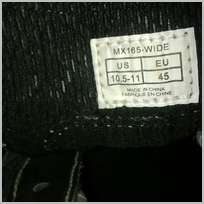 MX165-WIDE
US EU
10.5-11 45
MADE IN CHINA
FABRIQUÉ EN CHINE